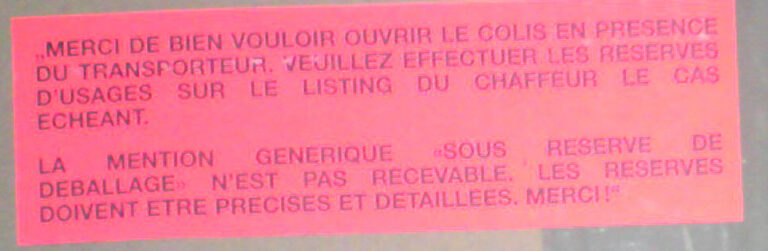 „MERCI DE BIEN VOULOIR OUVRIR LE COLIS EN PRESENCE
DU TRANSPORTEUR. VEUILLEZ EFFECTUER LES RESERVES
D'USAGES SUR LE LISTING DU CHAFFEUR LE CAS
ECHEANT.
LA MENTION GENERIQUE «SOUS RESERVE DE
DEBALLAGE» N'EST PAS RECEVABLE. LES RESERVES
DOIVENT ETRE PRECISES ET DETAILLEES. MERCI!“